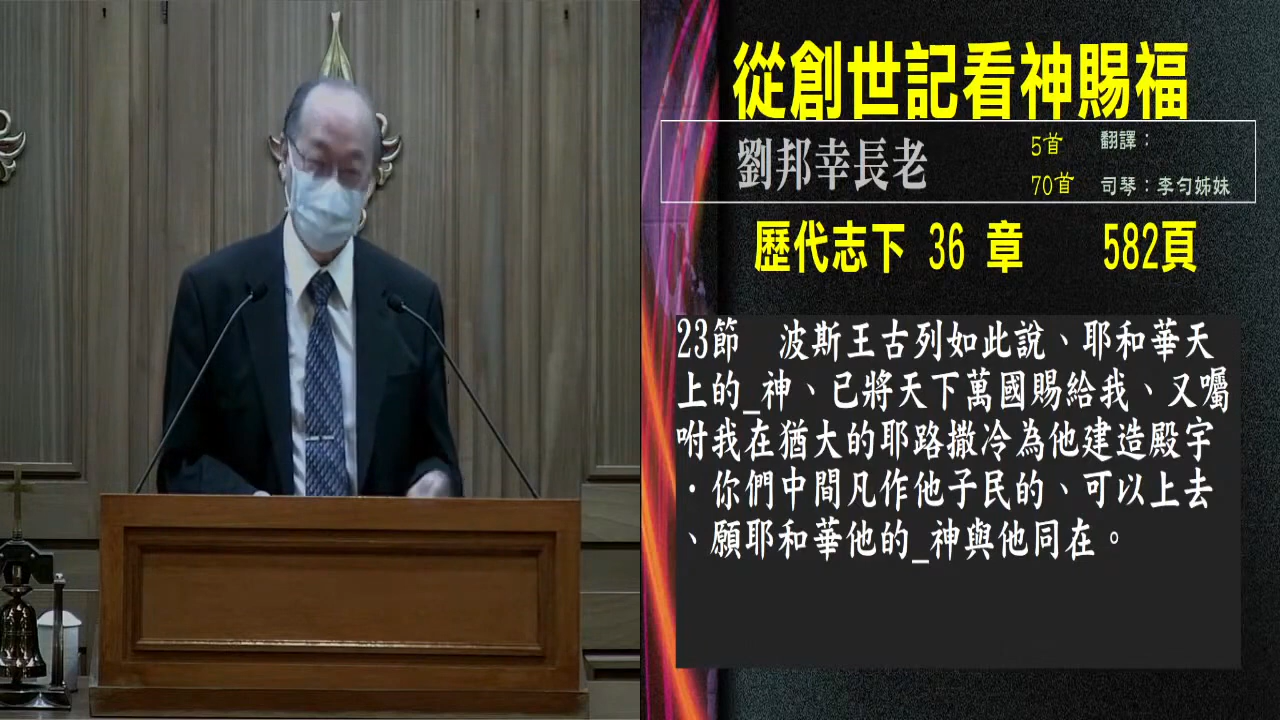 從創世記看神賜福
劉邦幸長老
5首
翻譯：
70首
司琴：李勻姊妹
歷代志下 36 章 582頁
23節 波斯王古列如此說、耶和華天
上的_神、已將天下萬國賜給我、又囑
咐我在猶大的耶路撒冷為他建造殿宇
．你們中間凡作他子民的、可以上去
、願耶和華他的_神與他同在。